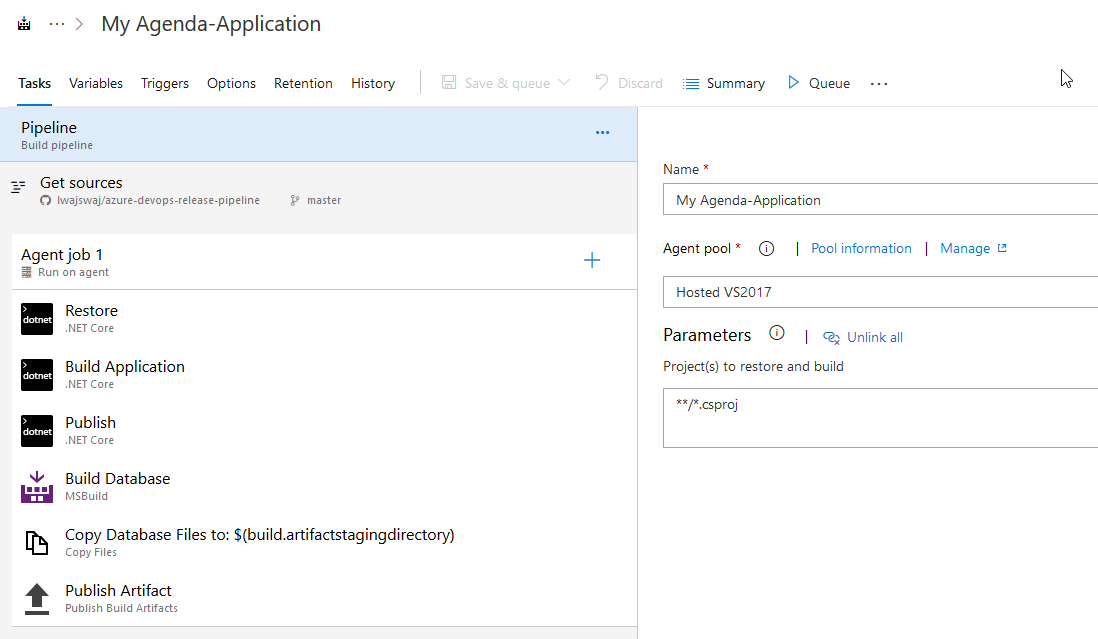 ··· > My Agenda-Application
Tasks Variables Triggers Options Retention History Save & queue Discard Summary Queue ···
Pipeline
Build pipeline
···
Get sources
lwajswaj/azure-devops-release-pipeline master
Agent job 1
Run on agent
+
dotnet
Restore
.NET Core
dotnet
Build Application
.NET Core
dotnet
Publish
.NET Core
Build Database
MSBuild
Copy Database Files to: $(build.artifactstagingdirectory)
Copy Files
Publish Artifact
Publish Build Artifacts
Name *
My Agenda-Application
Agent pool * | Pool information | Manage
Hosted VS2017
Parameters | Unlink all
Project(s) to restore and build
**/*.csproj